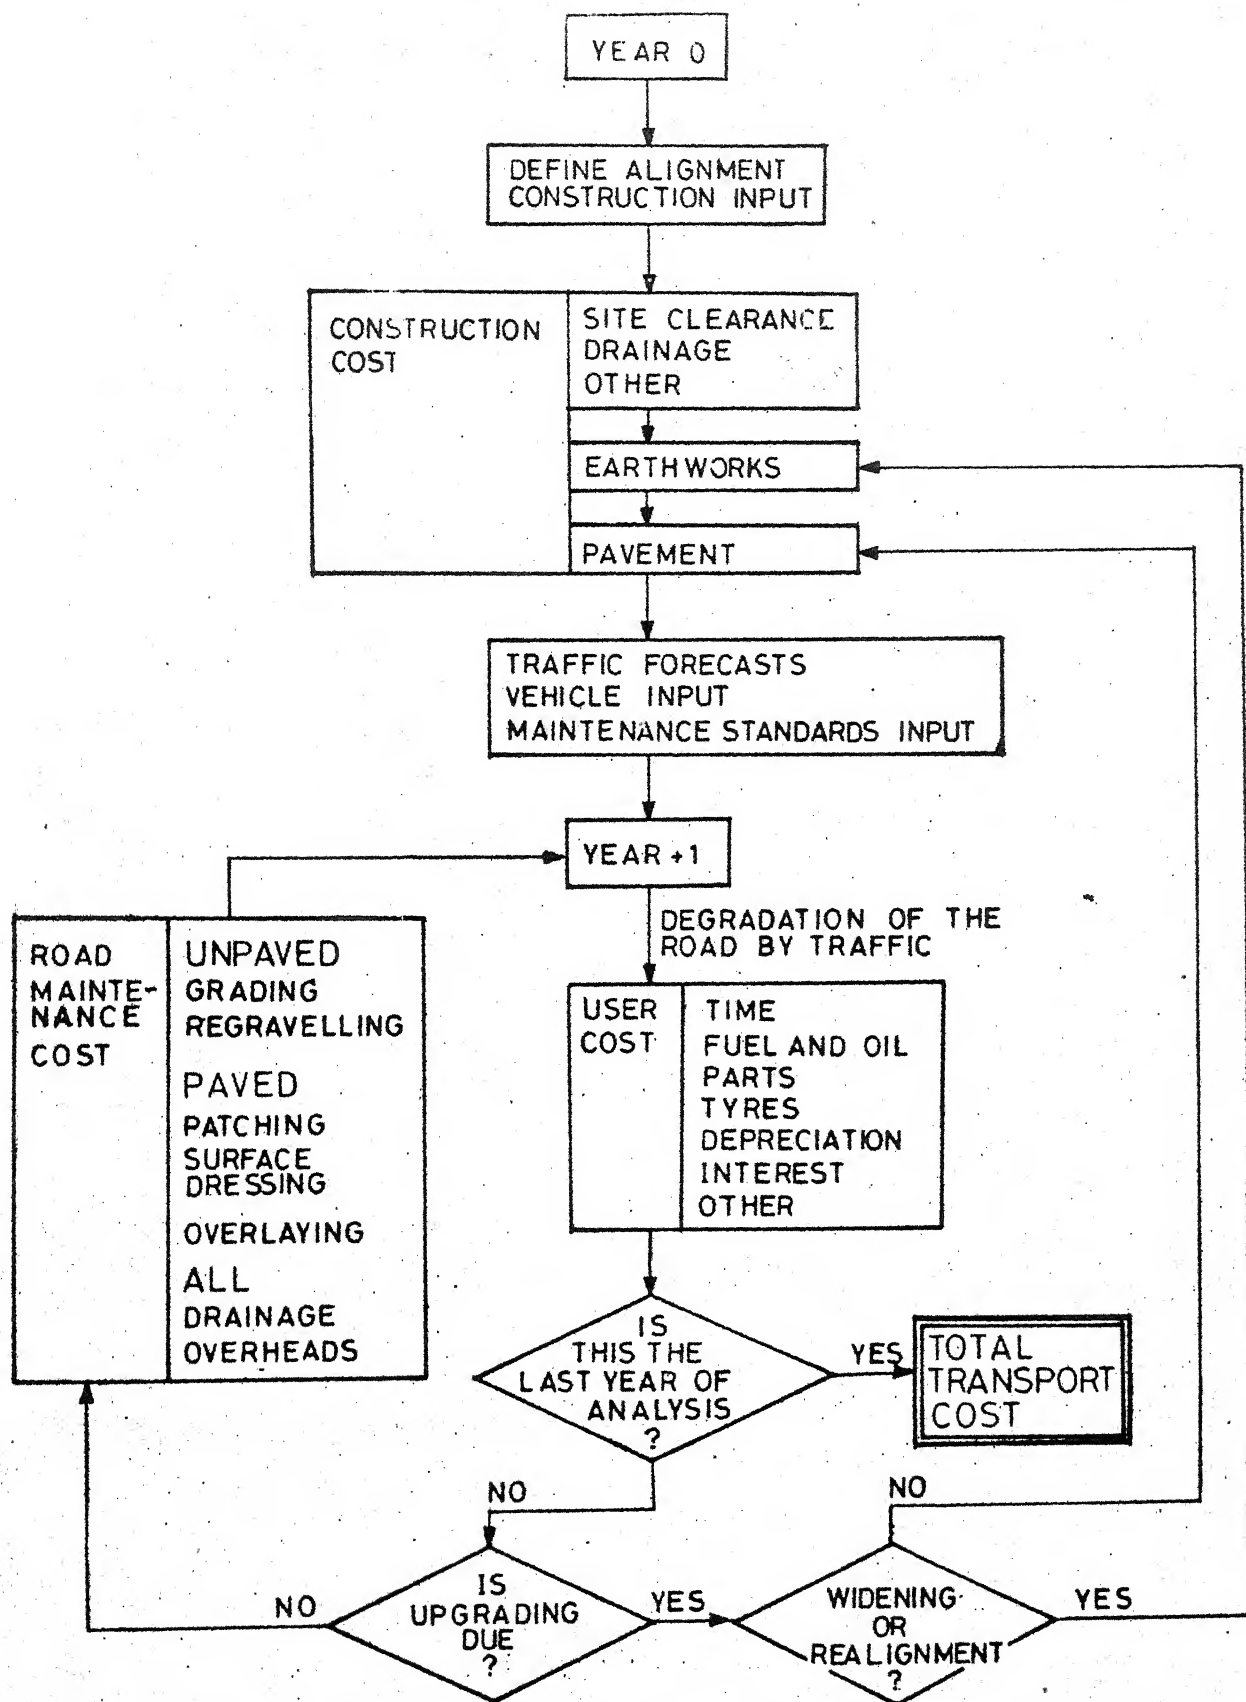 YEAR 0
DEFINE ALIGNMENT
CONSTRUCTION INPUT
CONSTRUCTION
COST
SITE CLEARANCE
DRAINAGE
OTHER
EARTHWORKS
PAVEMENT
TRAFFIC FORECASTS
VEHICLE INPUT
MAINTENANCE STANDARDS INPUT
YEAR +1
DEGRADATION OF THE
ROAD BY TRAFFIC
ROAD
MAINTE-
NANCE
COST
UNPAVED
GRADING
REGRAVELLING
PAVED
PATCHING
SURFACE
DRESSING
OVERLAYING
ALL
DRAINAGE
OVERHEADS
USER
COST
TIME
FUEL AND OIL
PARTS
TYRES
DEPRECIATION
INTEREST
OTHER
IS
THIS THE
LAST YEAR OF
ANALYSIS
?
YES
TOTAL
TRANSPORT
COST
NO
NO
IS
UPGRADING
DUE
?
YES
NO
WIDENING
OR
REALIGNMENT
?
YES